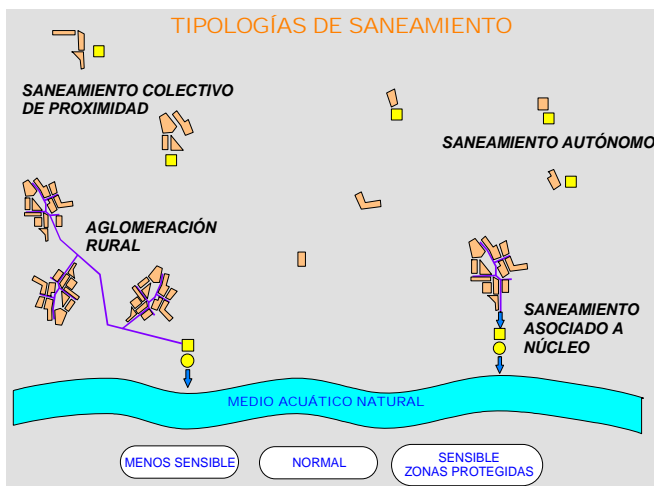 TIPOLOGÍAS DE SANEAMIENTO
SANEAMIENTO COLECTIVO
DE PROXIMIDAD
SANEAMIENTO AUTÓNOMO
AGLOMERACIÓN
RURAL
SANEAMIENTO
ASOCIADO A
NÚCLEO
MEDIO ACUÁTICO NATURAL
MENOS SENSIBLE
NORMAL
SENSIBLE
ZONAS PROTEGIDAS